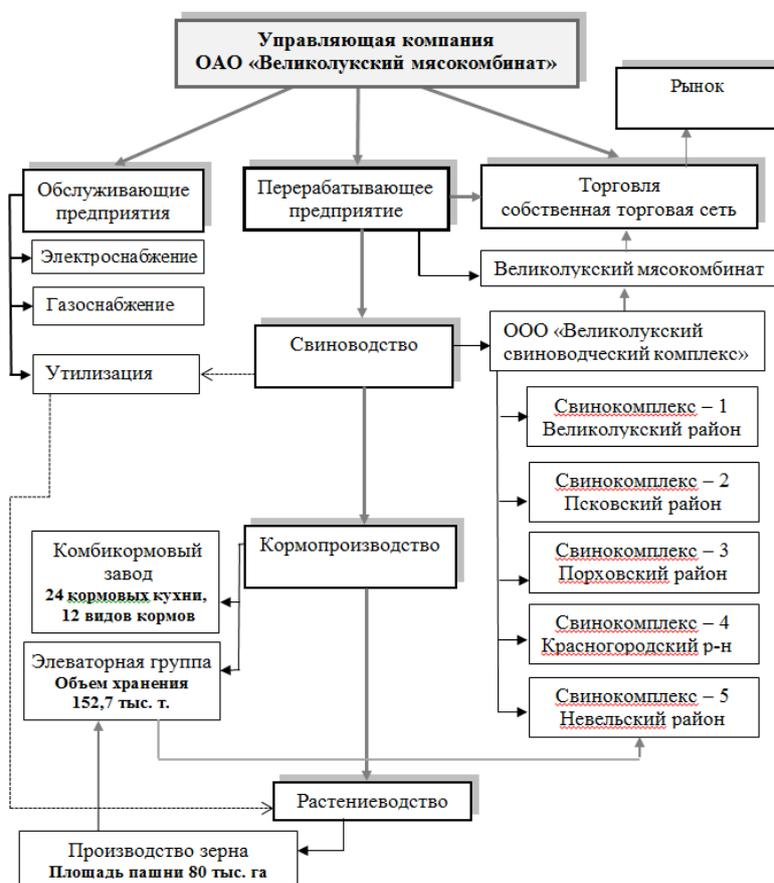 Управляющая компания
ОАО «Великолукский мясокомбинат»
Рынок
Обслуживающие
предприятия
Перерабатывающее
предприятие
Торговля
собственная торговая сеть
Электроснабжение
Великолукский мясокомбинат
Газоснабжение
Свиноводство
ООО «Великолукский
свиноводческий комплекс»
Утилизация
Свинокомплекс – 1
Великолукский район
Свинокомплекс – 2
Псковский район
Комбикормовый
завод
24 кормовых кухни,
12 видов кормов
Кормопроизводство
Свинокомплекс – 3
Порховский район
Свинокомплекс – 4
Красногородский р-н
Элеваторная группа
Объем хранения
152,7 тыс. т.
Свинокомплекс – 5
Невельский район
Растениеводство
Производство зерна
Площадь пашни 80 тыс. га